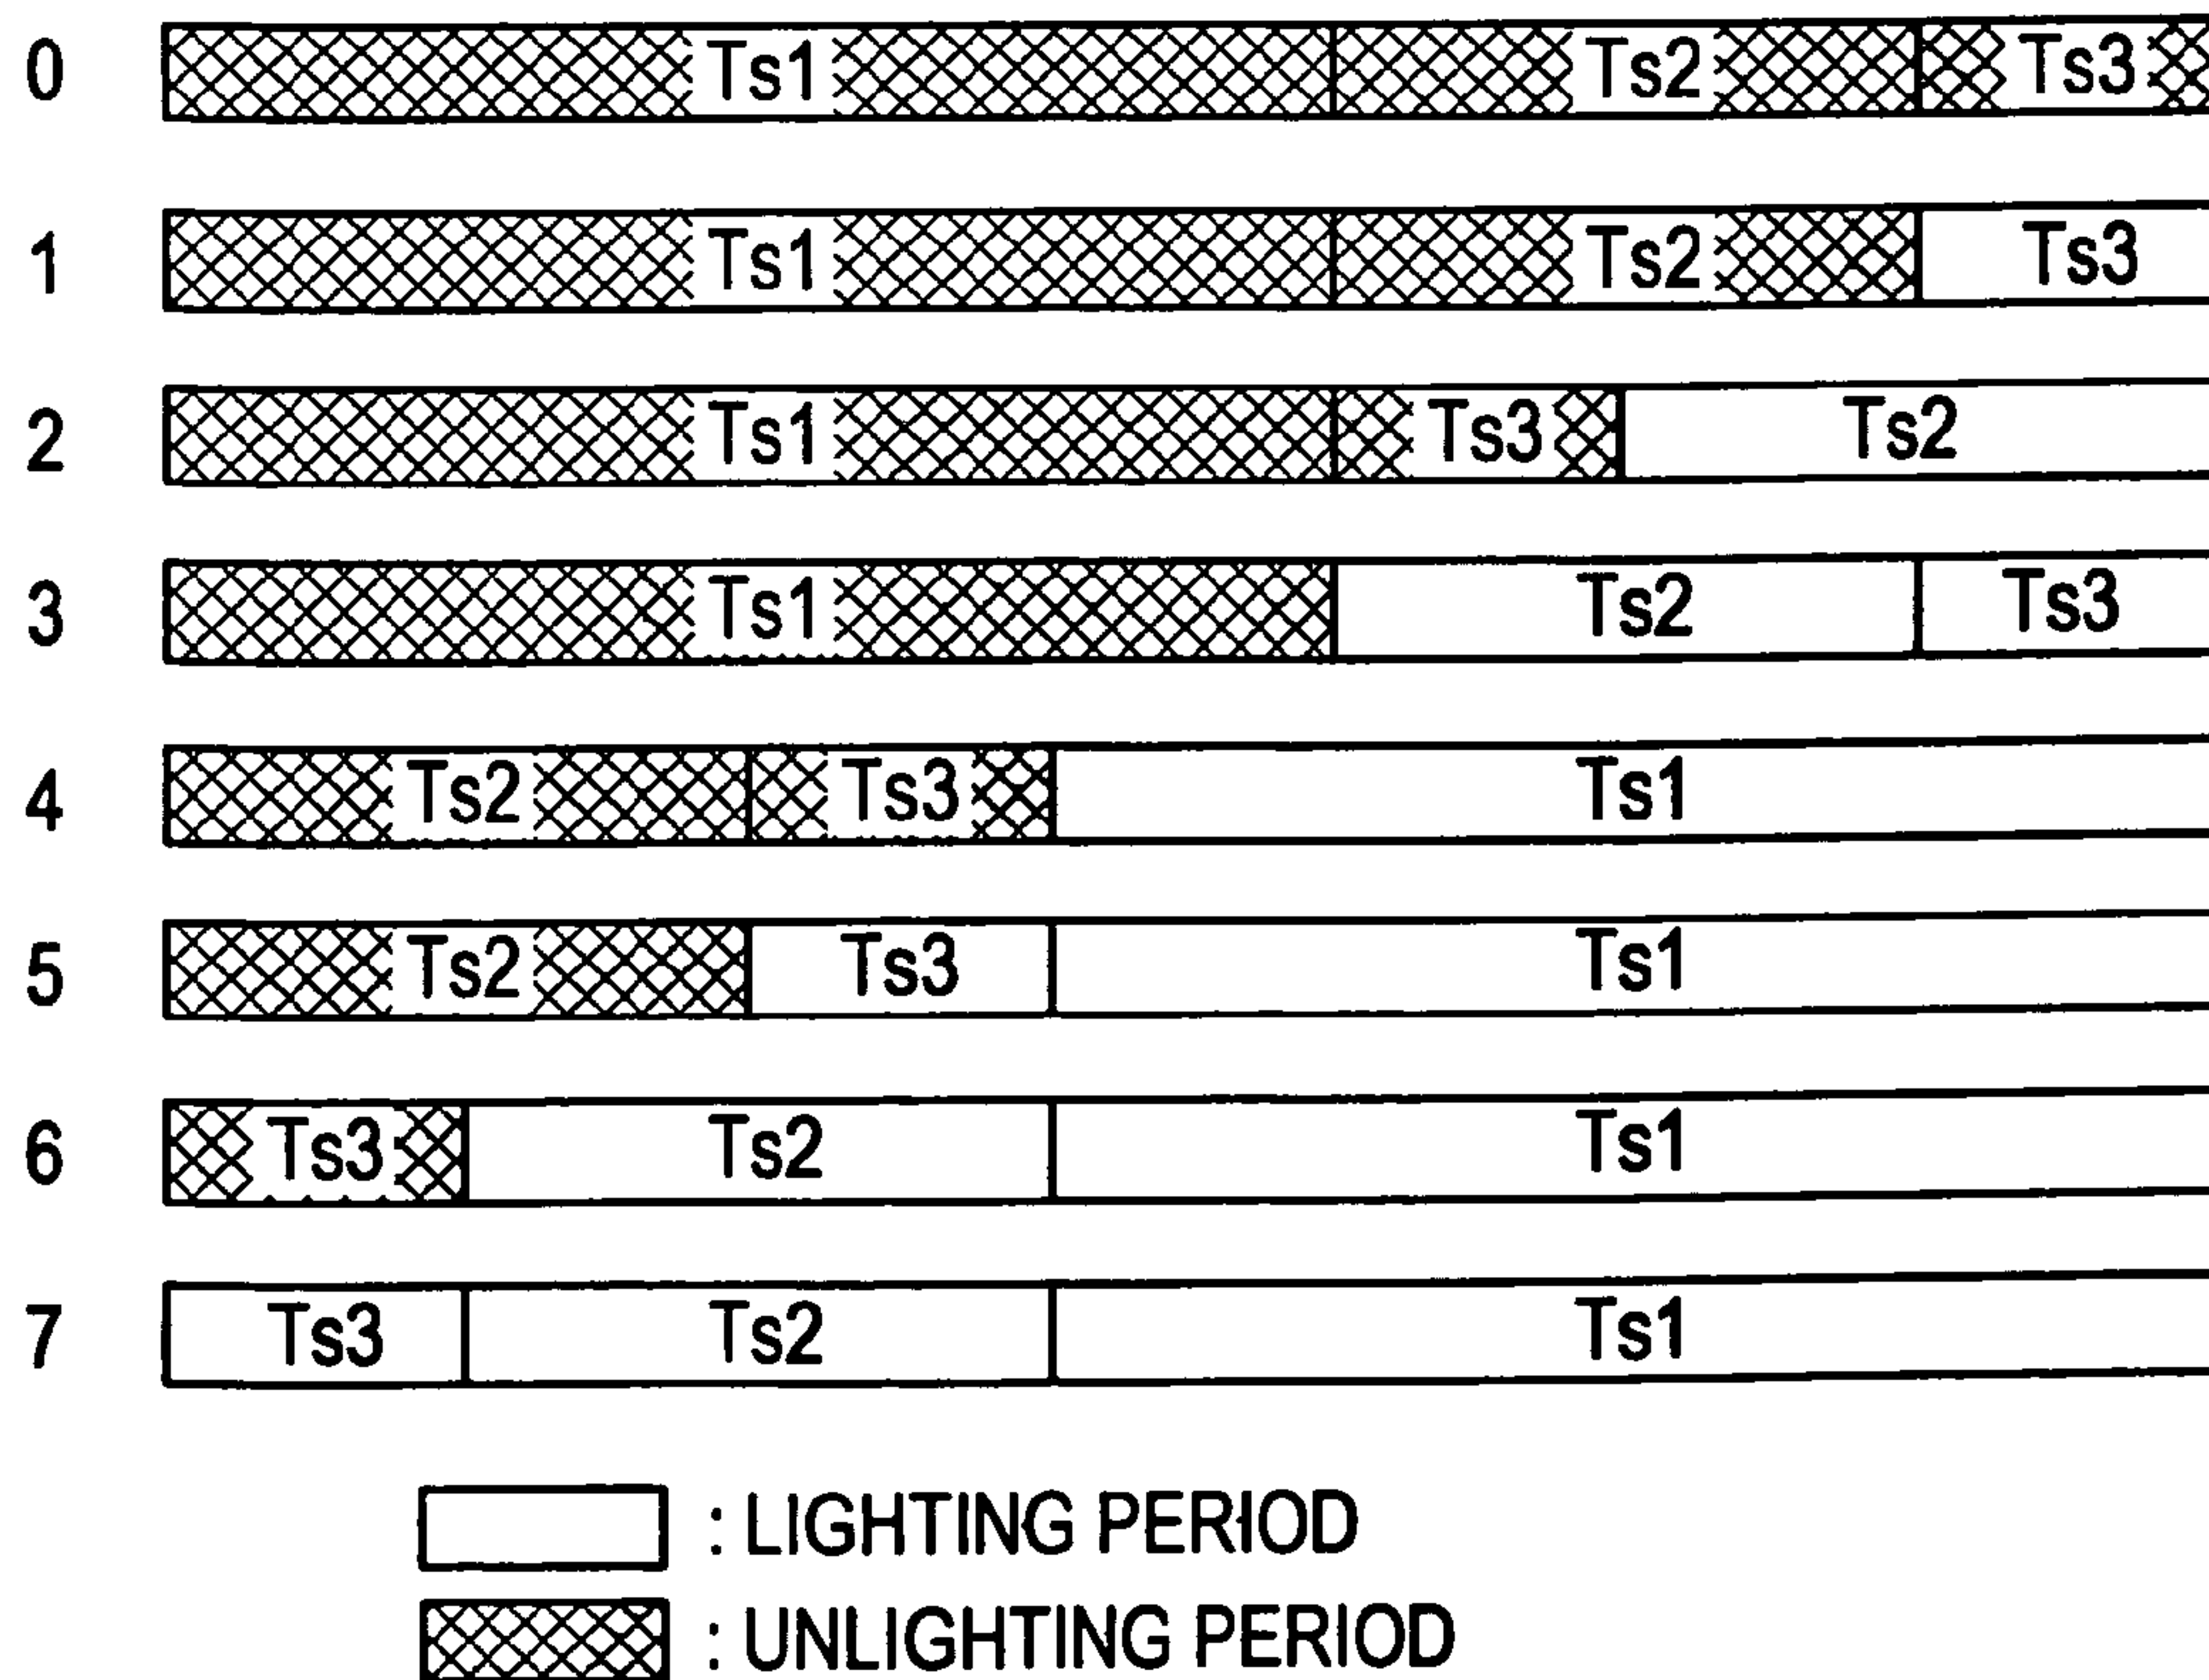 0 Ts1 Ts2 Ts3
1 Ts1 Ts2 Ts3
2 Ts1 Ts3 Ts2
3 Ts1 Ts2 Ts3
4 Ts2 Ts3 Ts1
5 Ts2 Ts3 Ts1
6 Ts3 Ts2 Ts1
7 Ts3 Ts2 Ts1
: LIGHTING PERIOD
: UNLIGHTING PERIOD